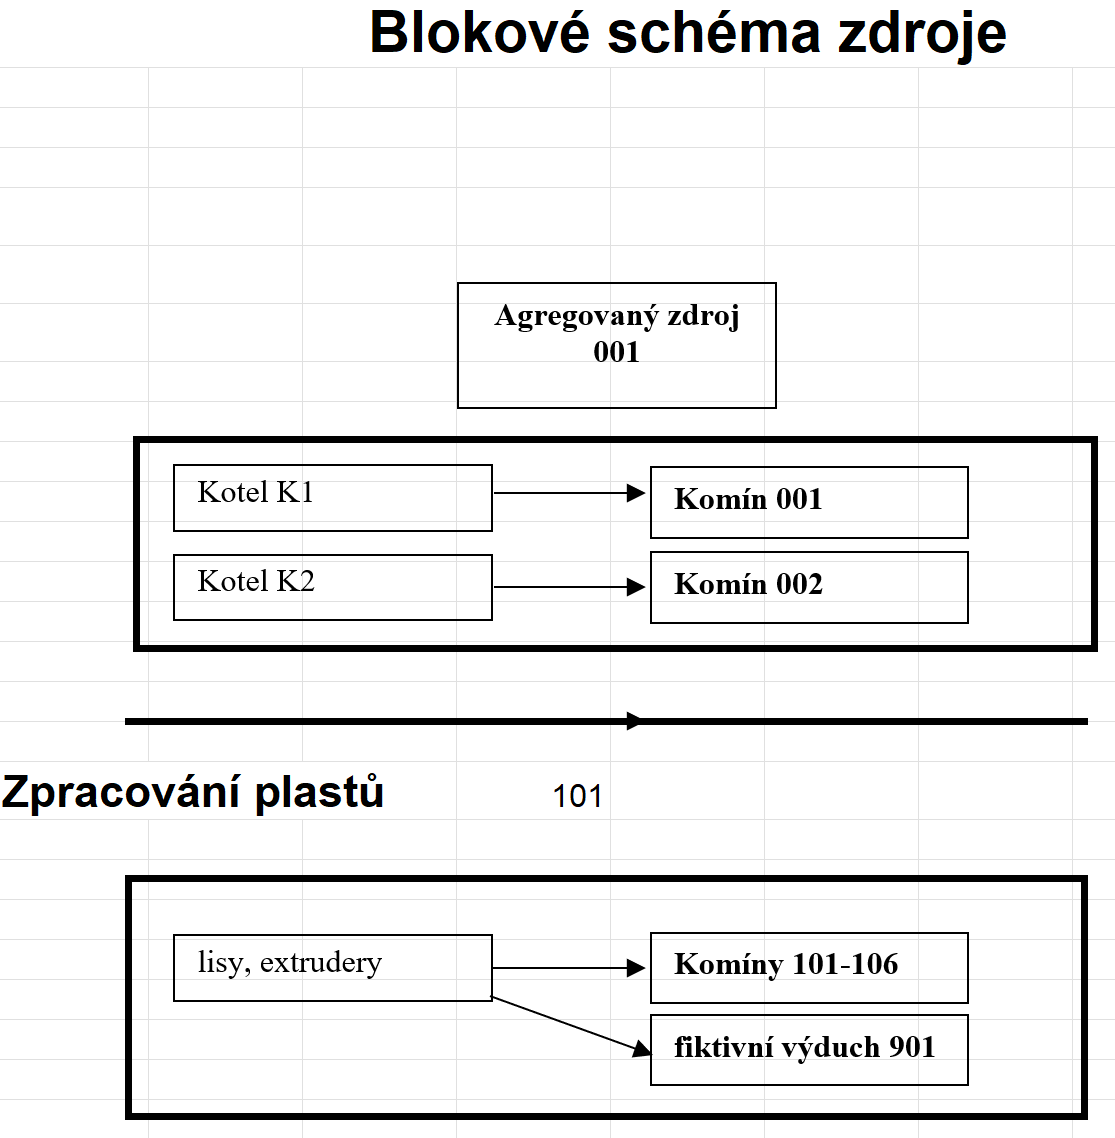 Blokové schéma zdroje
Agregovaný zdroj
001
Kotel K1
Komín 001
Kotel K2
Komín 002
Zpracování plastů 101
lisy, extrudery
Komíny 101-106
fiktivní výduch 901